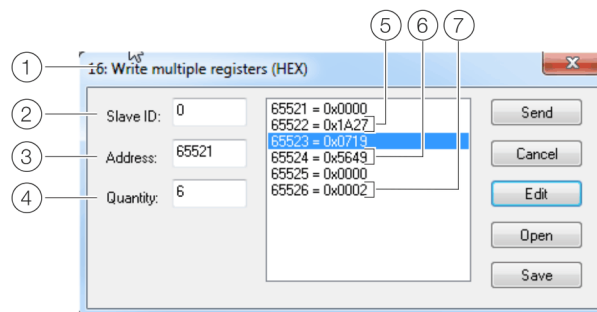 5 6 7
1
16: Write multiple registers (HEX)
2
Slave ID: 0
3
Address: 65521
4
Quantity: 6
65521 = 0x0000
65522 = 0x1A27
65523 = 0x0719
65524 = 0x5649
65525 = 0x0000
65526 = 0x0002
Send
Cancel
Edit
Open
Save